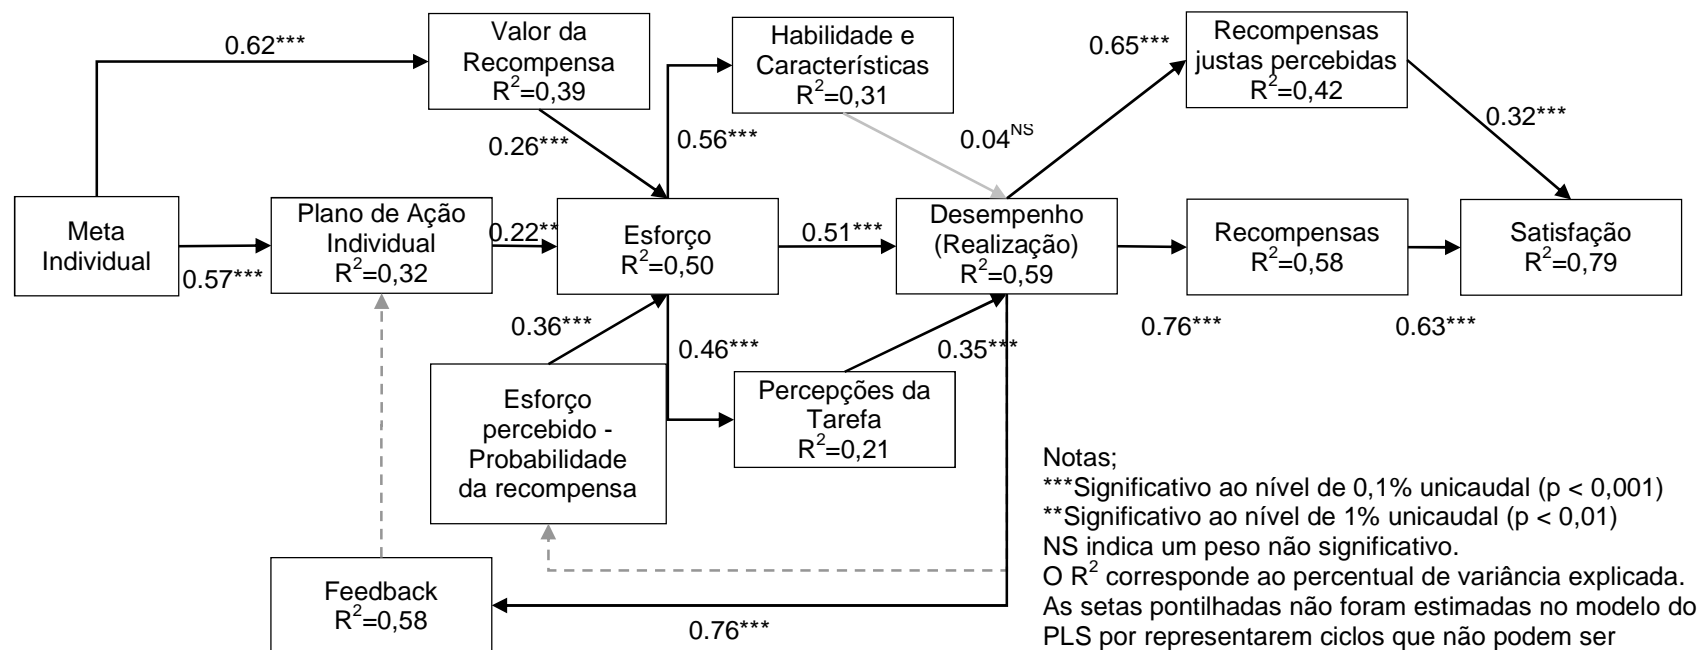 0.62***
Valor da
Recompensa
R²=0,39
Habilidade e
Características
R²=0,31
0.65***
Recompensas
justas percebidas
R²=0,42
0.26***
0.56***
0.04NS
0.32***
Meta
Individual
0.57***
Plano de Ação
Individual
R²=0,32
0.22**
Esforço
R²=0,50
0.51***
Desempenho
(Realização)
R²=0,59
Recompensas
R²=0,58
Satisfação
R²=0,79
0.36***
0.46***
0.35***
0.76***
0.63***
Esforço
percebido -
Probabilidade
da recompensa
Percepções da
Tarefa
R²=0,21
Feedback
R²=0,58
0.76***
Notas;
***Significativo ao nível de 0,1% unicaudal (p < 0,001)
**Significativo ao nível de 1% unicaudal (p < 0,01)
NS indica um peso não significativo.
O R² corresponde ao percentual de variância explicada.
As setas pontilhadas não foram estimadas no modelo do
PLS por representarem ciclos que não podem ser